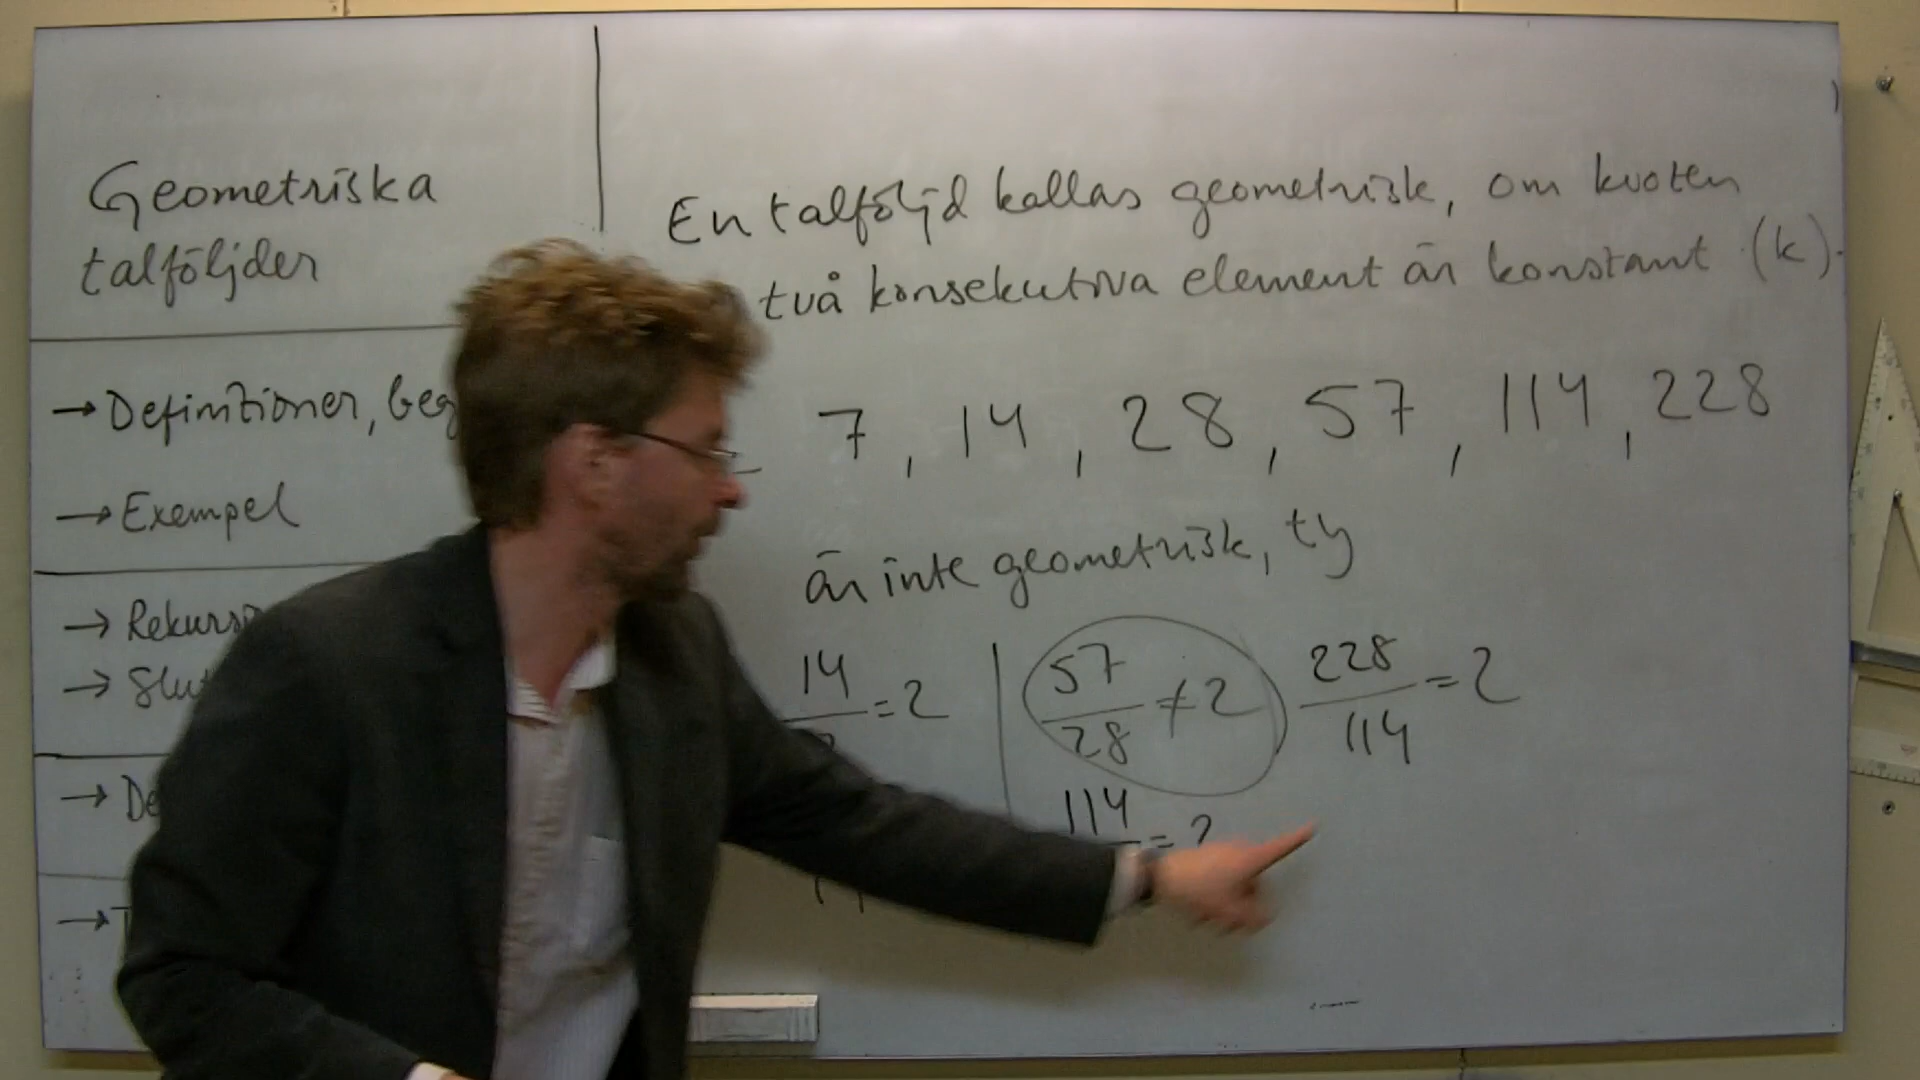 Geometriska
talföljder
→ Definitioner,
→ Exempel
→
→
→
→
En talföljd kallas geometrisk, om kvoten
två konsekutiva element är konstant (k).
7, 14, 28, 57, 114, 228
är inte geometrisk, ty
14/ = 2
57/28 ≠ 2
228/114 = 2
114/ = 2